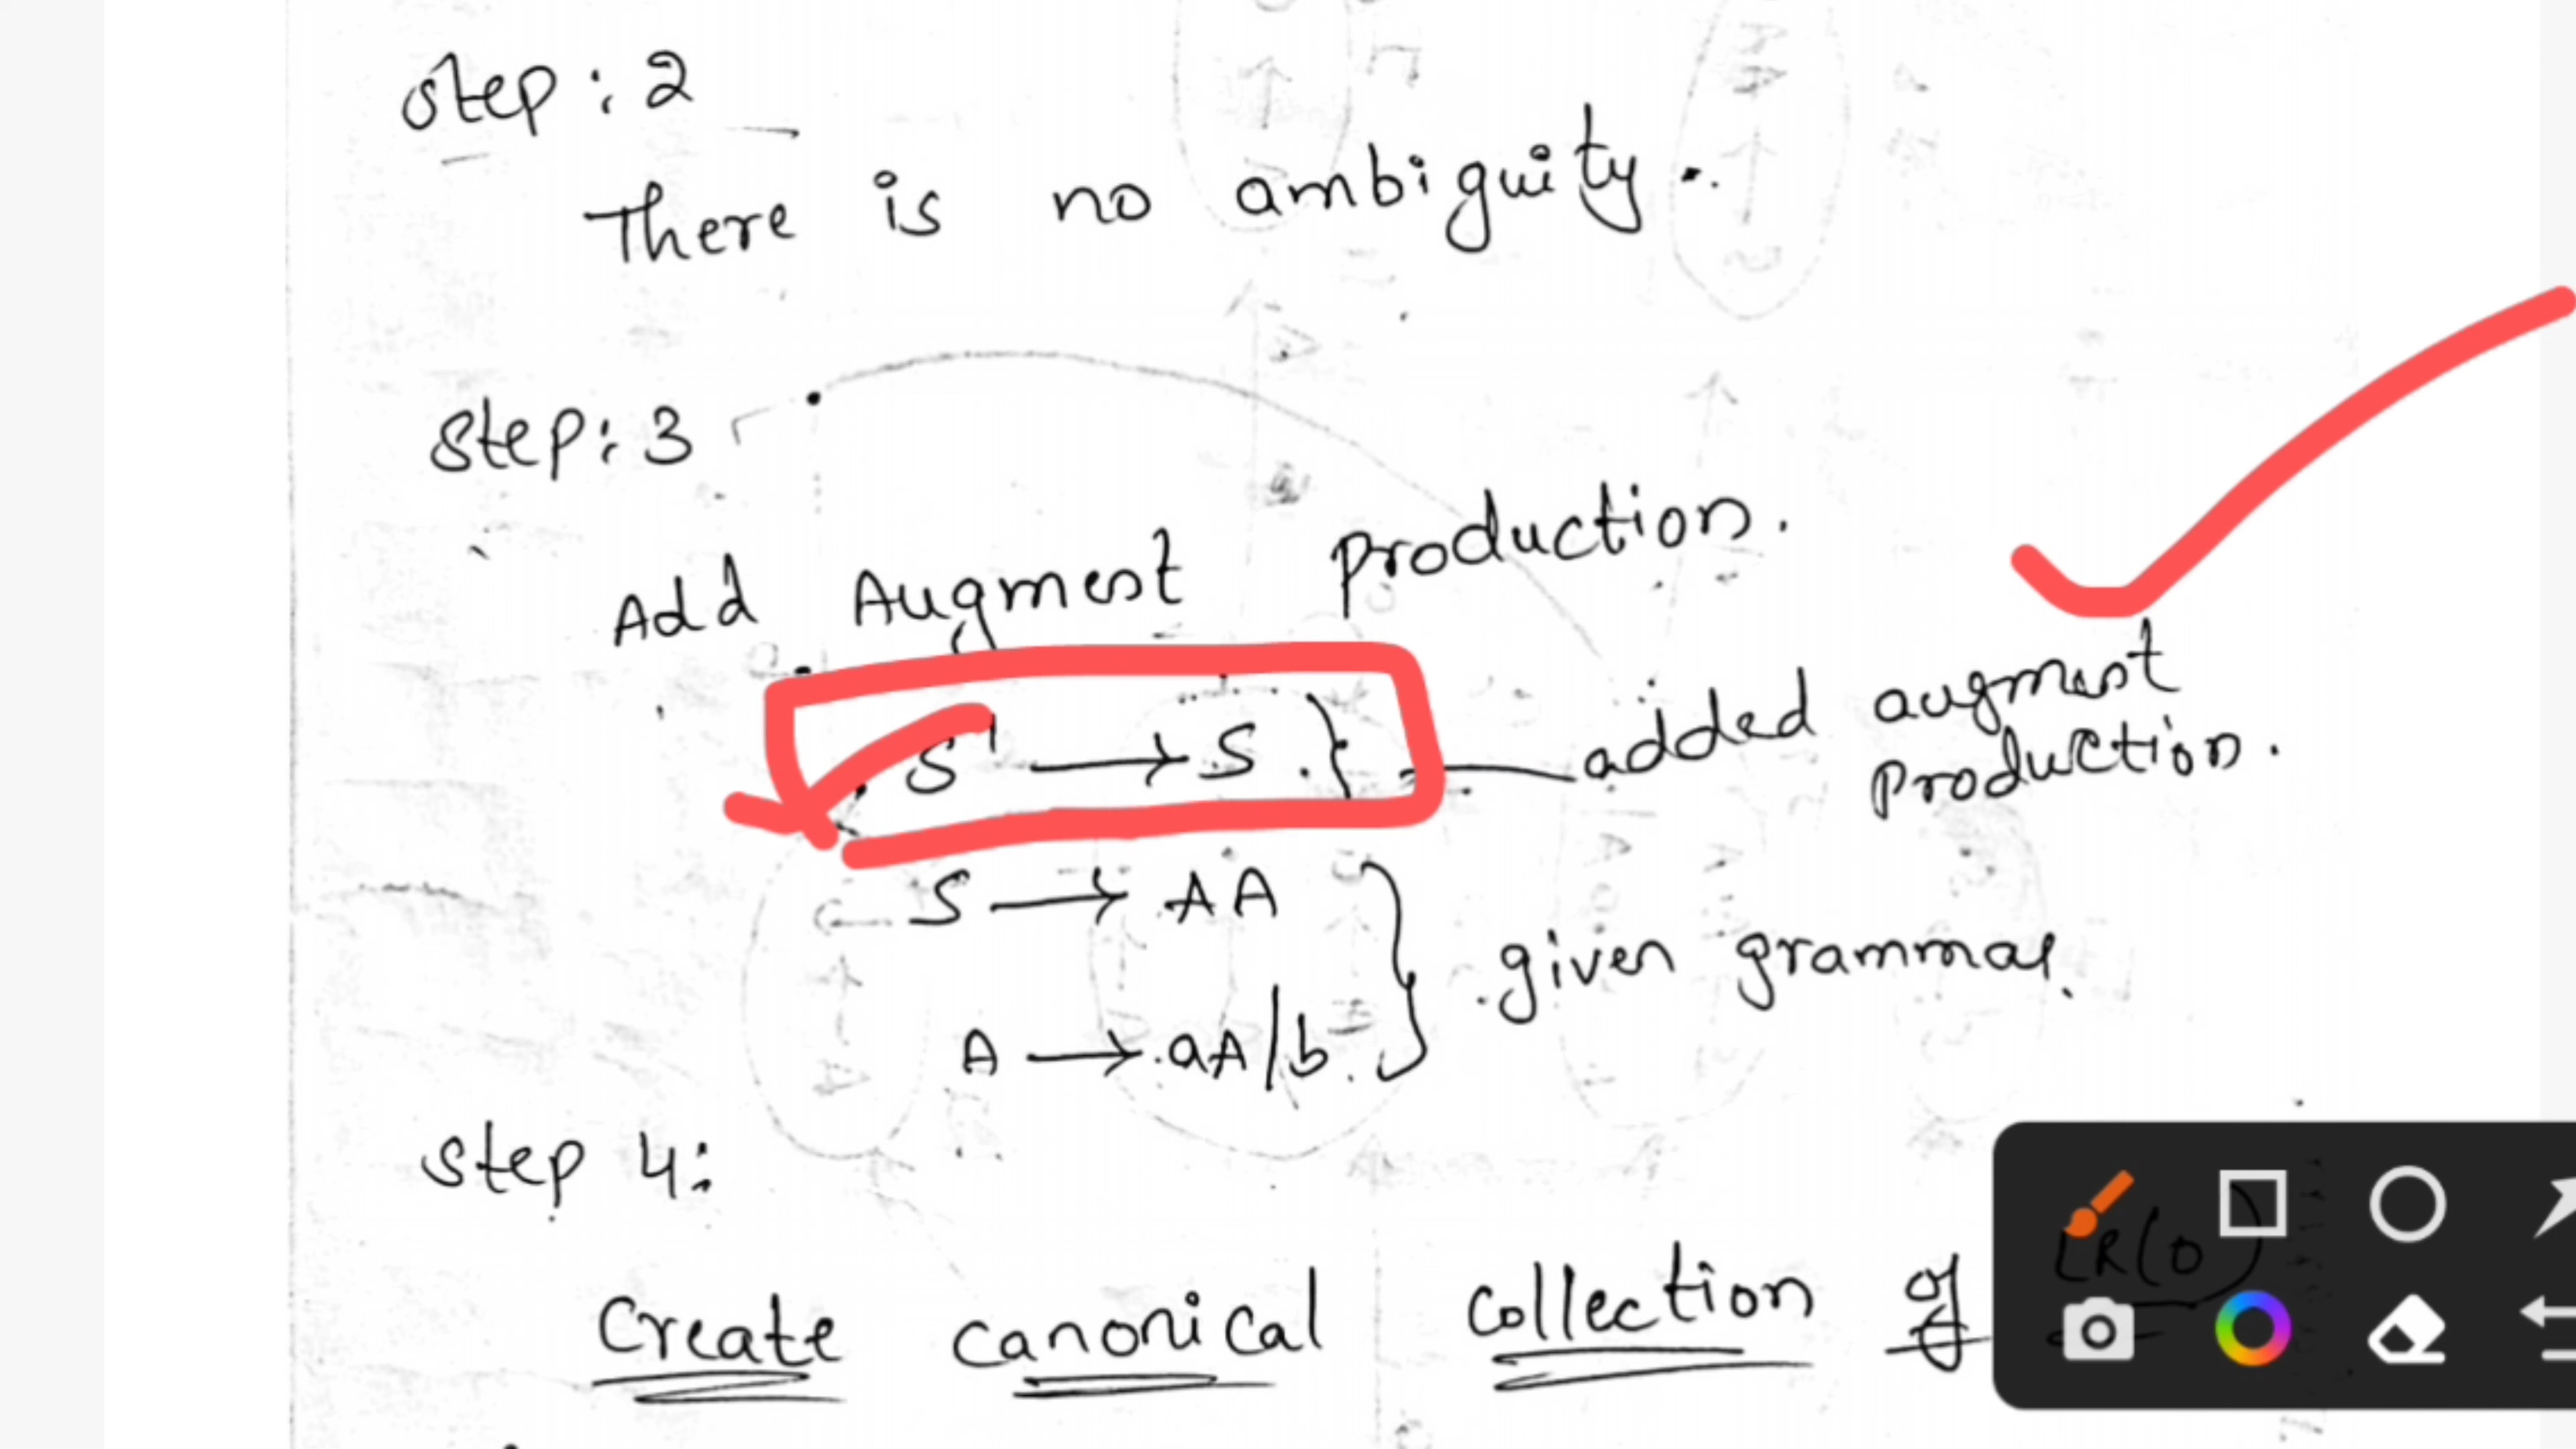 Step: 2
There is no ambiguity.
Step: 3
Add Augment production.
S' → S . } — added augment
production.
S → AA
A → aA/b } given grammar.
Step 4:
Create canonical collection of LR(0)